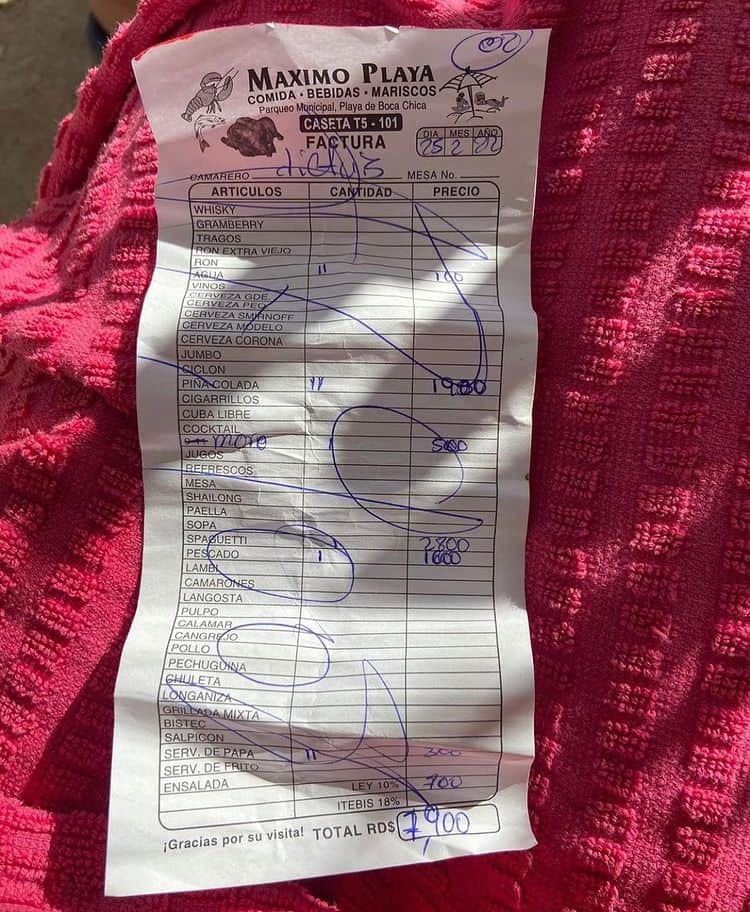 MAXIMO PLAYA
COMIDA • BEBIDAS • MARISCOS
Parqueo Municipal, Playa de Boca Chica
CASETA T5 - 101
FACTURA
DIA MES AÑO
25 2 22
CAMARERO MESA No.
ARTICULOS CANTIDAD PRECIO
WHISKY
GRAMBERRY
TRAGOS
RON EXTRA VIEJO
RON
AGUA 11 100
VINOS
CERVEZA GDE.
CERVEZA PEQ.
CERVEZA SMIRNOFF
CERVEZA MODELO
CERVEZA CORONA
JUMBO
CICLON
PIÑA COLADA 11
CIGARRILLOS
CUBA LIBRE
COCKTAIL
more 500
JUGOS
REFRESCOS
MESA
SHAILONG
PAELLA
SOPA
SPAGUETTI 2800
PESCADO 1 1600
LAMBI
CAMARONES
LANGOSTA
PULPO
CALAMAR
CANGREJO
POLLO
PECHUGUINA
CHULETA
LONGANIZA
GRILLADA MIXTA
BISTEC
SALPICON
SERV. DE PAPA 11 300
SERV. DE FRITO
ENSALADA LEY 10% 700
ITEBIS 18%
¡Gracias por su visita! TOTAL RD$ 7,900